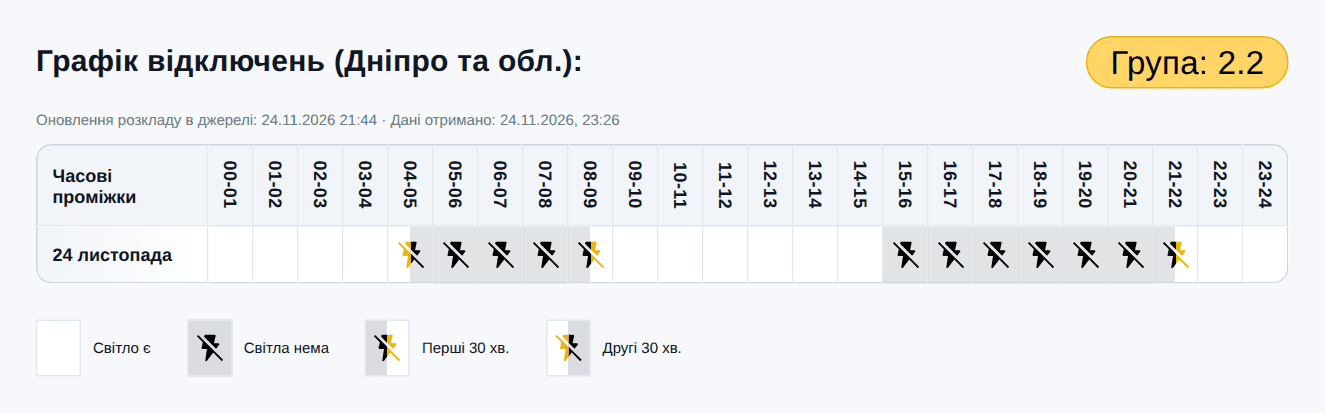 Графік відключень (Дніпро та обл.):
Група: 2.2
Оновлення розкладу в джерелі: 24.11.2026 21:44 · Дані отримано: 24.11.2026, 23:26
Часові
проміжки
00-01
01-02
02-03
03-04
04-05
05-06
06-07
07-08
08-09
09-10
10-11
11-12
12-13
13-14
14-15
15-16
16-17
17-18
18-19
19-20
20-21
21-22
22-23
23-24
24 листопада
Світло є
Світла нема
Перші 30 хв.
Другі 30 хв.